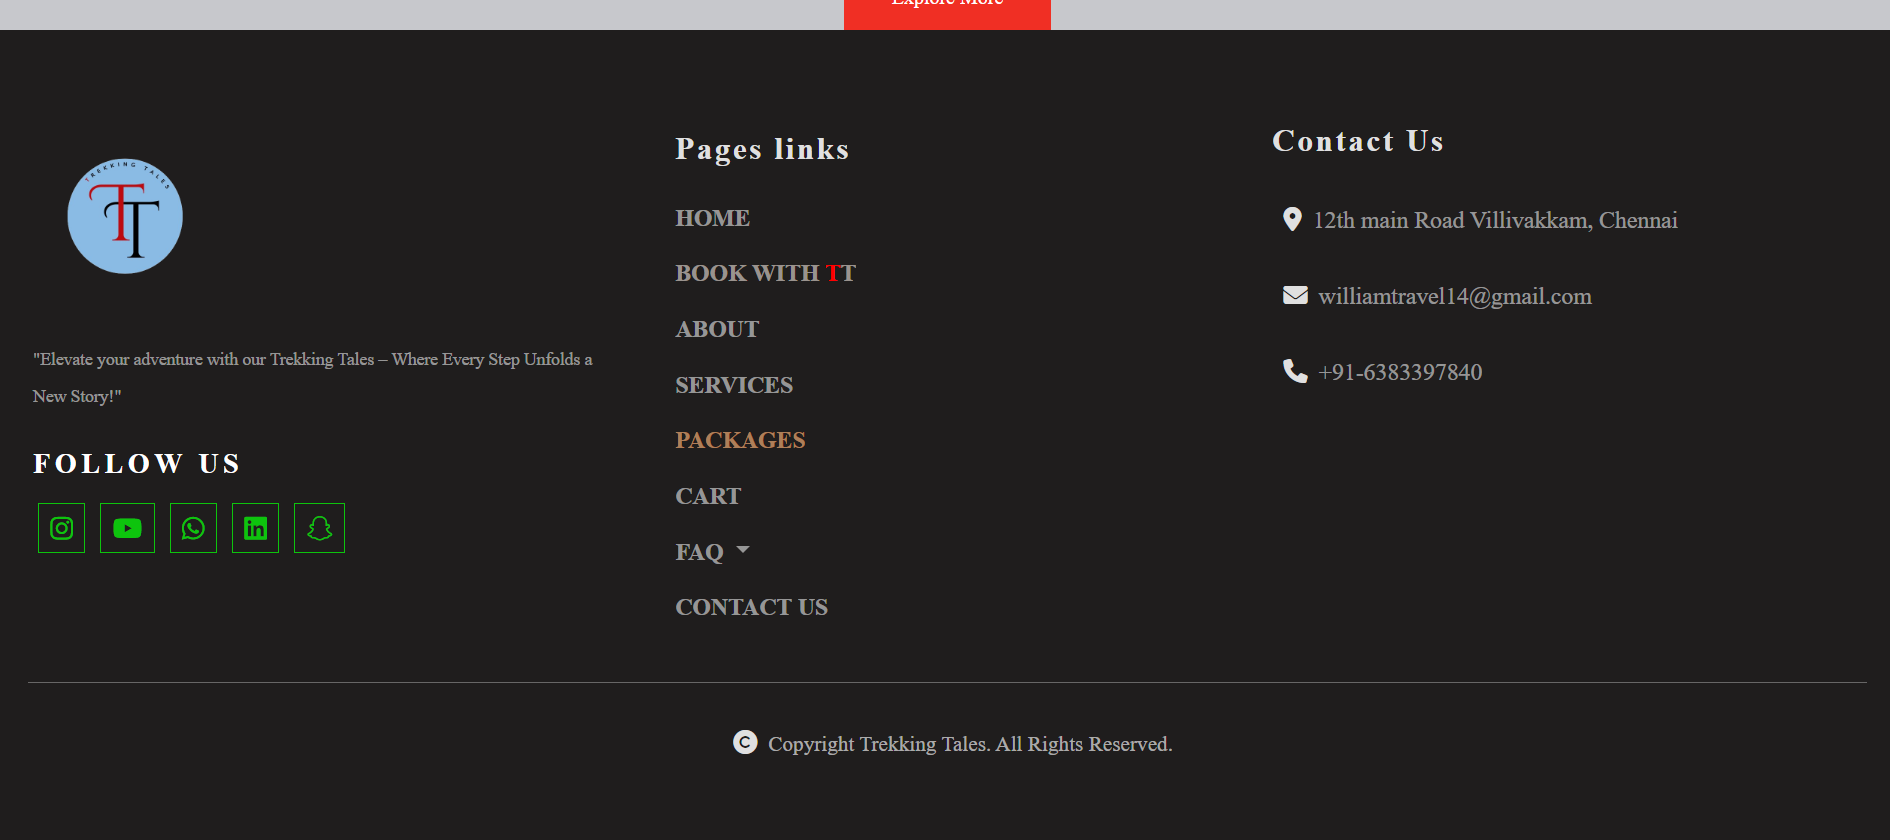 Explore More
TREKKING TALES
TT
"Elevate your adventure with our Trekking Tales – Where Every Step Unfolds a
New Story!"
FOLLOW US
Pages links
HOME
BOOK WITH TT
ABOUT
SERVICES
PACKAGES
CART
FAQ
CONTACT US
Contact Us
12th main Road Villivakkam, Chennai
williamtravel14@gmail.com
+91-6383397840
Copyright Trekking Tales. All Rights Reserved.